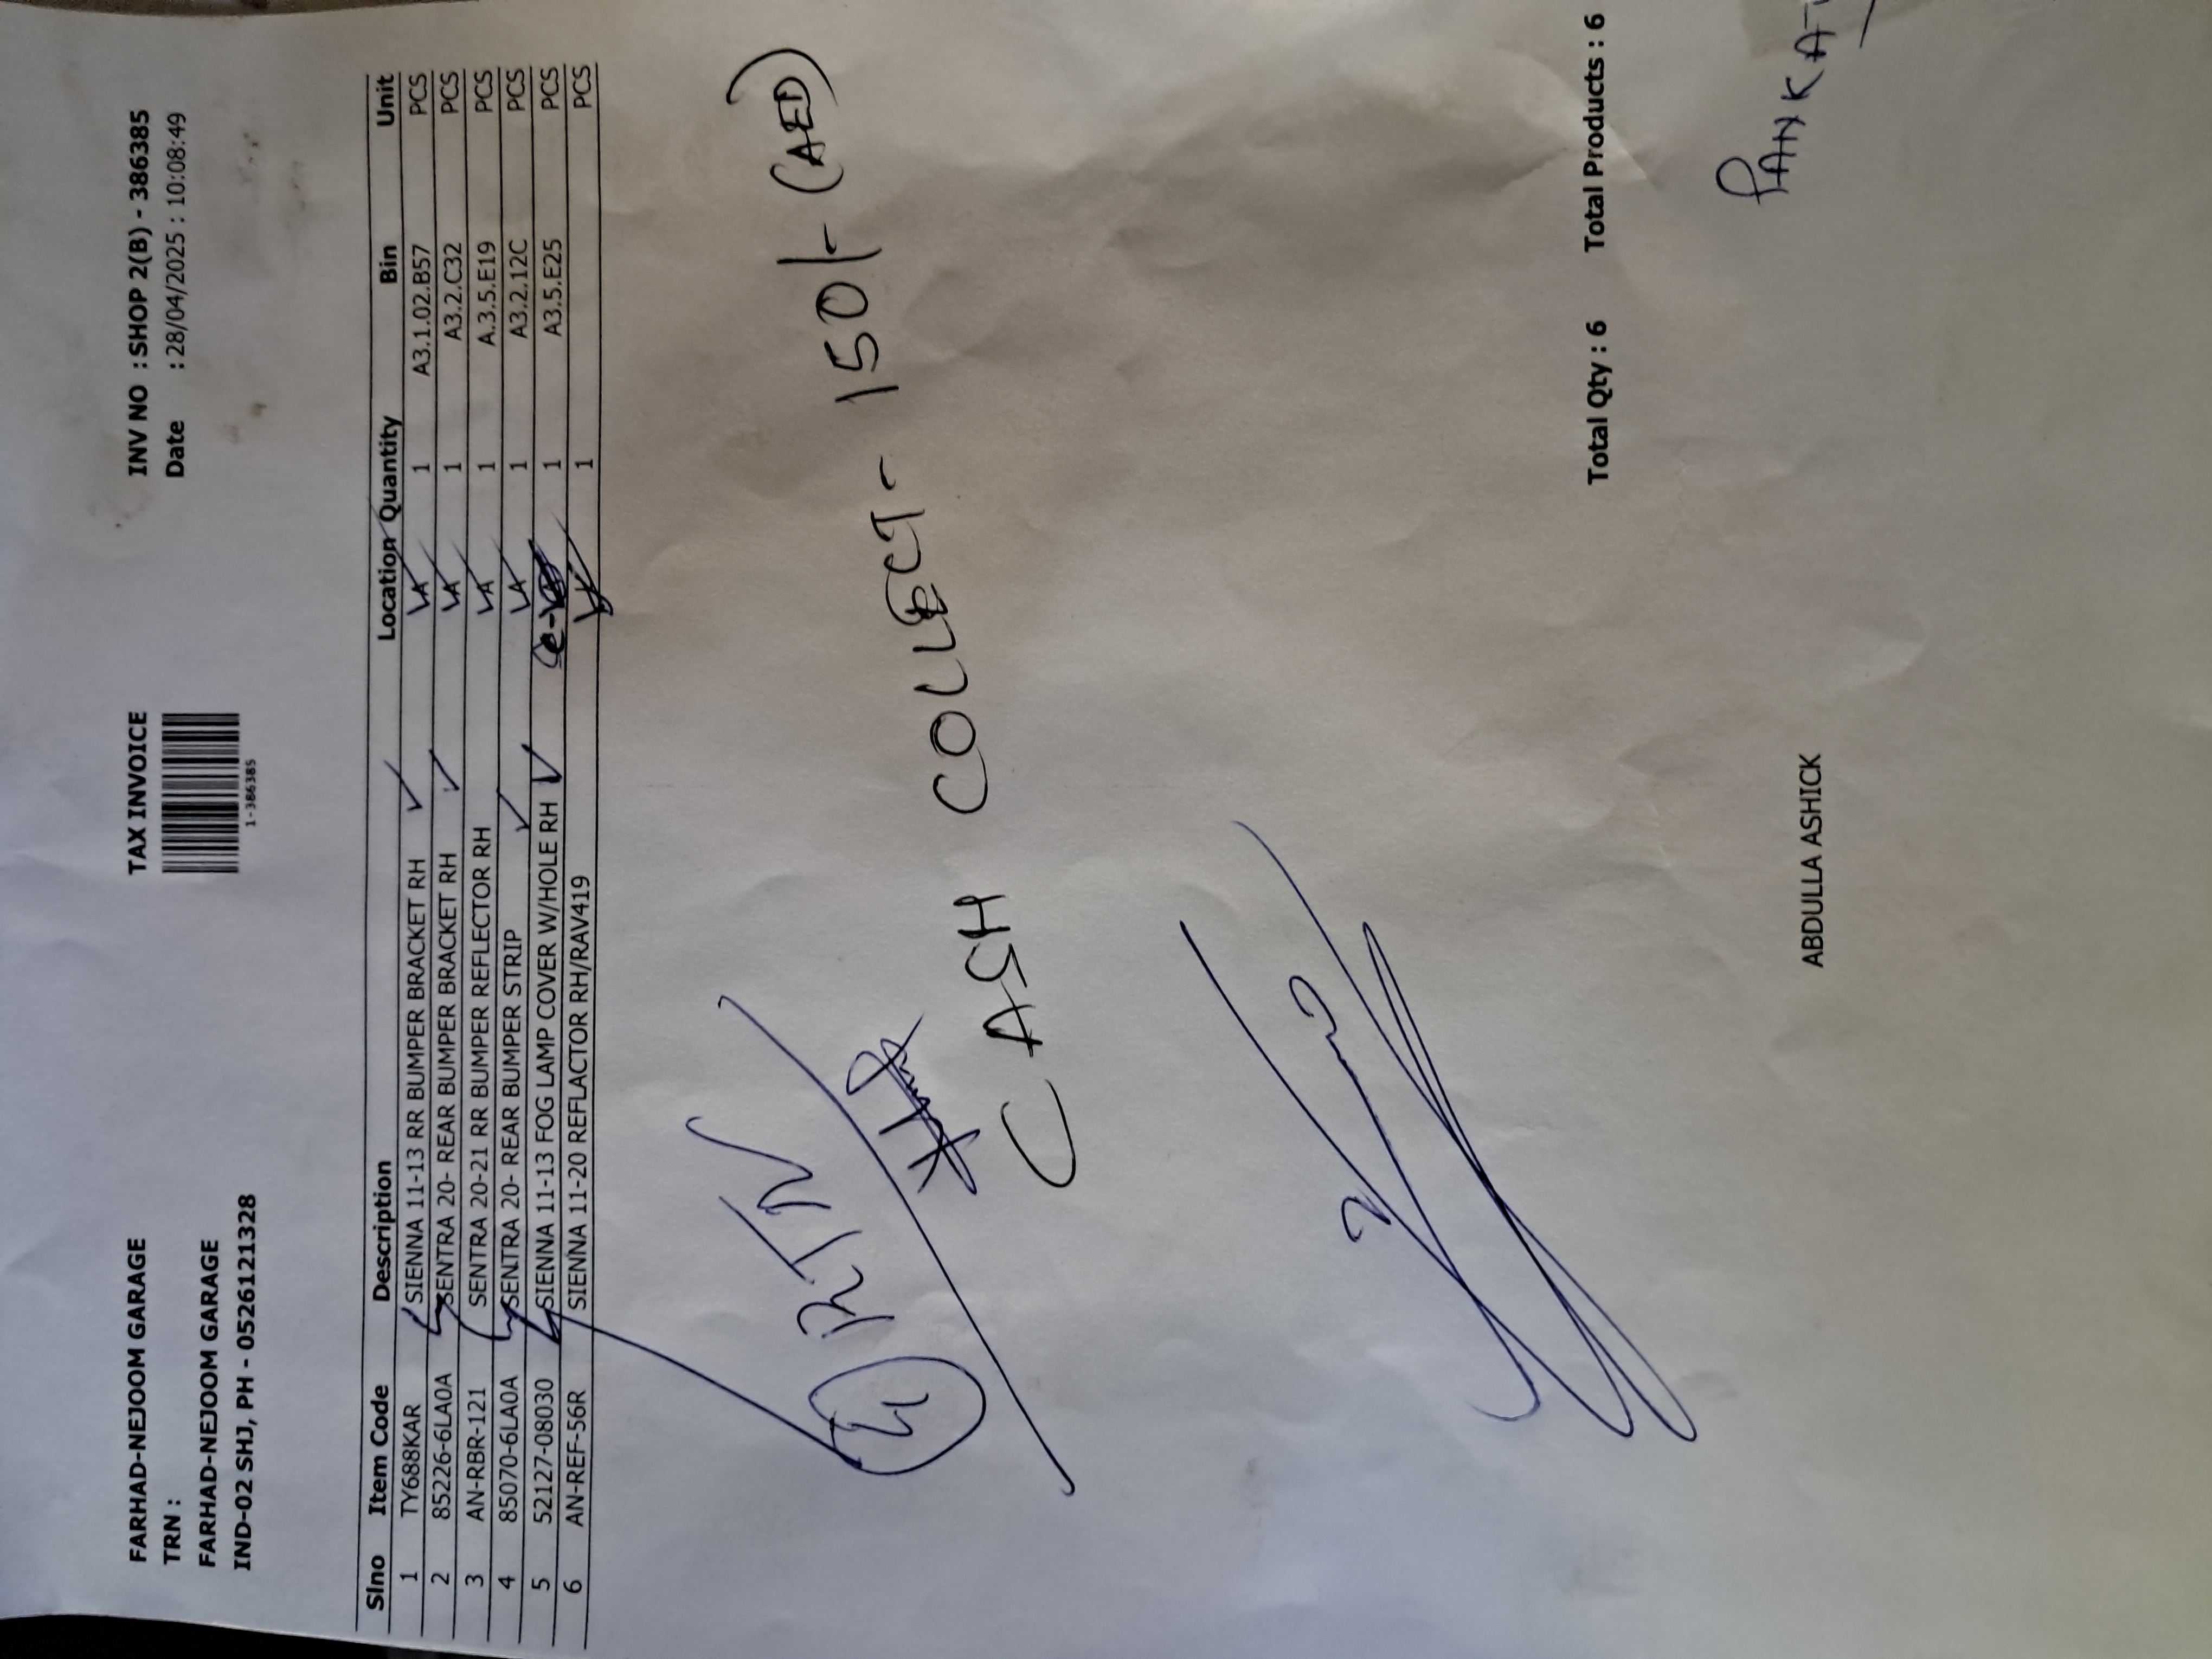 FARHAD-NEJOOM GARAGE TAX INVOICE INV NO : SHOP 2(B) - 386385
TRN : Date : 28/04/2025 : 10:08:49
FARHAD-NEJOOM GARAGE
IND-02 SHJ, PH - 0526121328 1-386385
Slno Item Code Description Location Quantity Bin Unit
1 TY688KAR SIENNA 11-13 RR BUMPER BRACKET RH 1 A3.1.02.B57 PCS
2 85226-6LA0A SENTRA 20- REAR BUMPER BRACKET RH 1 A3.2.C32 PCS
3 AN-RBR-121 SENTRA 20-21 RR BUMPER REFLECTOR RH 1 A.3.5.E19 PCS
4 85070-6LA0A SENTRA 20- REAR BUMPER STRIP 1 A3.2.12C PCS
5 52127-08030 SIENNA 11-13 FOG LAMP COVER W/HOLE RH 1 A3.5.E25 PCS
6 AN-REF-56R SIENNA 11-20 REFLACTOR RH/RAV419 1 PCS
RTN
CASH COLLECT - 150/- (AED)
Total Qty : 6 Total Products : 6
ABDULLA ASHICK